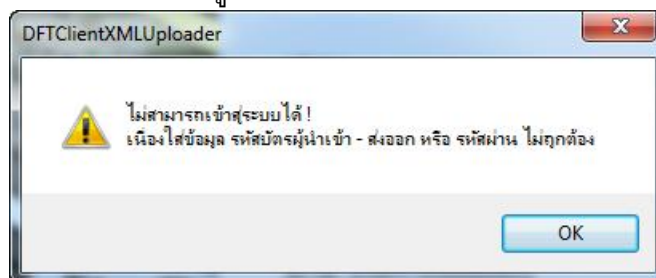 DFTClientXMLUploader
ไม่สามารถเข้าสู่ระบบได้ !
เนื่องใส่ข้อมูล รหัสบัตรผู้นำเข้า - ส่งออก หรือ รหัสผ่าน ไม่ถูกต้อง
OK